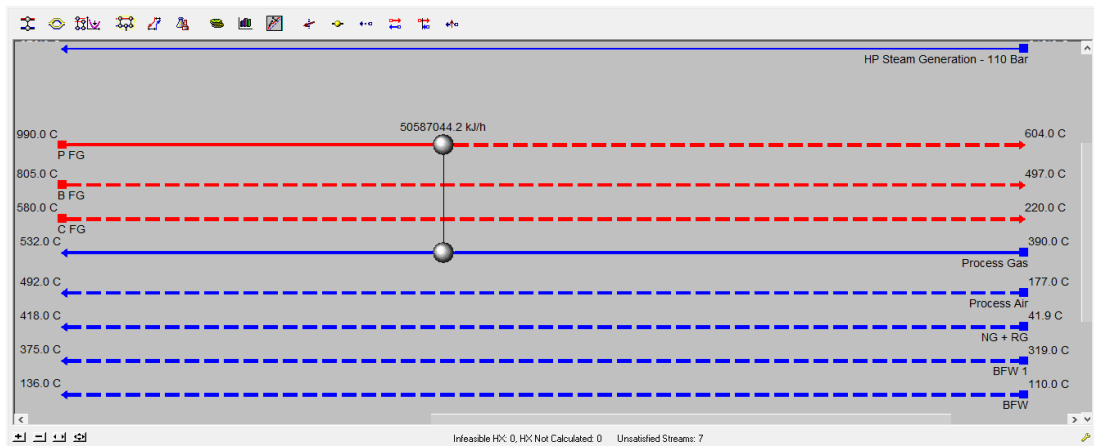 HP Steam Generation - 110 Bar
50587044.2 kJ/h
990.0 C 604.0 C
P FG
805.0 C 497.0 C
B FG
580.0 C 220.0 C
C FG
532.0 C 390.0 C
Process Gas
492.0 C 177.0 C
Process Air
418.0 C 41.9 C
NG + RG
375.0 C 319.0 C
BFW 1
136.0 C 110.0 C
BFW
Infeasible HX: 0, HX Not Calculated: 0 Unsatisfied Streams: 7